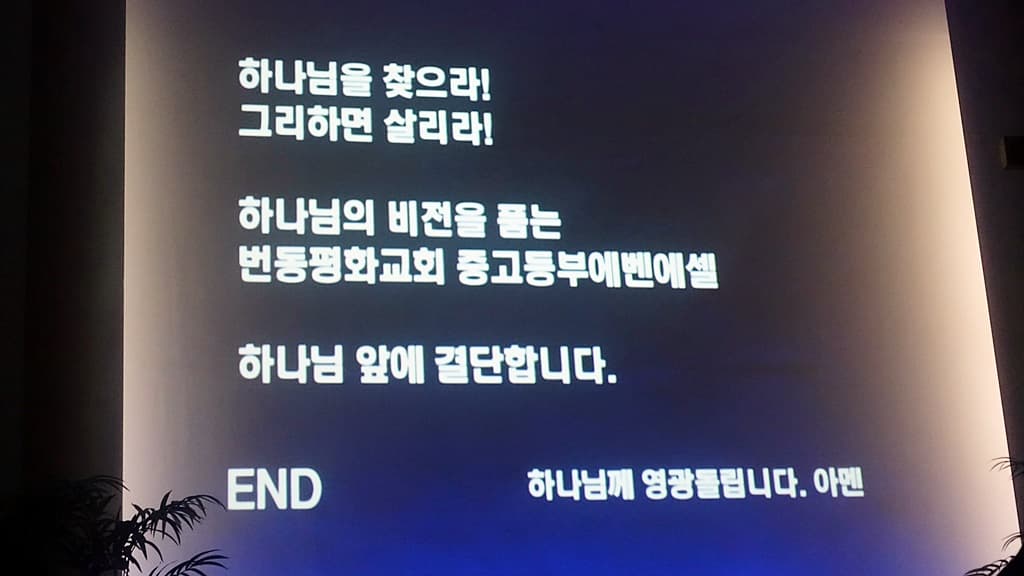 하나님을 찾으라!
그리하면 살리라!
하나님의 비전을 품는
번동평화교회 중고등부에벤에셀
하나님 앞에 결단합니다.
END
하나님께 영광돌립니다. 아멘